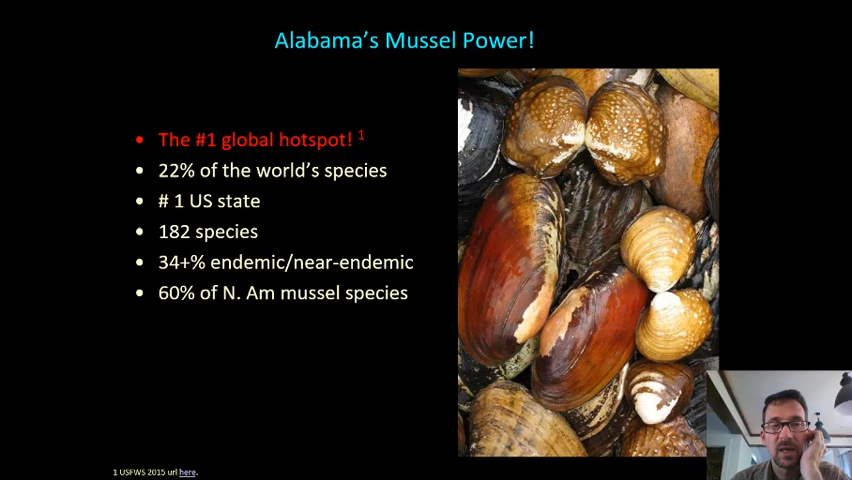 Alabama's Mussel Power!
• The #1 global hotspot! 1
• 22% of the world's species
• # 1 US state
• 182 species
• 34+% endemic/near-endemic
• 60% of N. Am mussel species
1 USFWS 2015 url here.